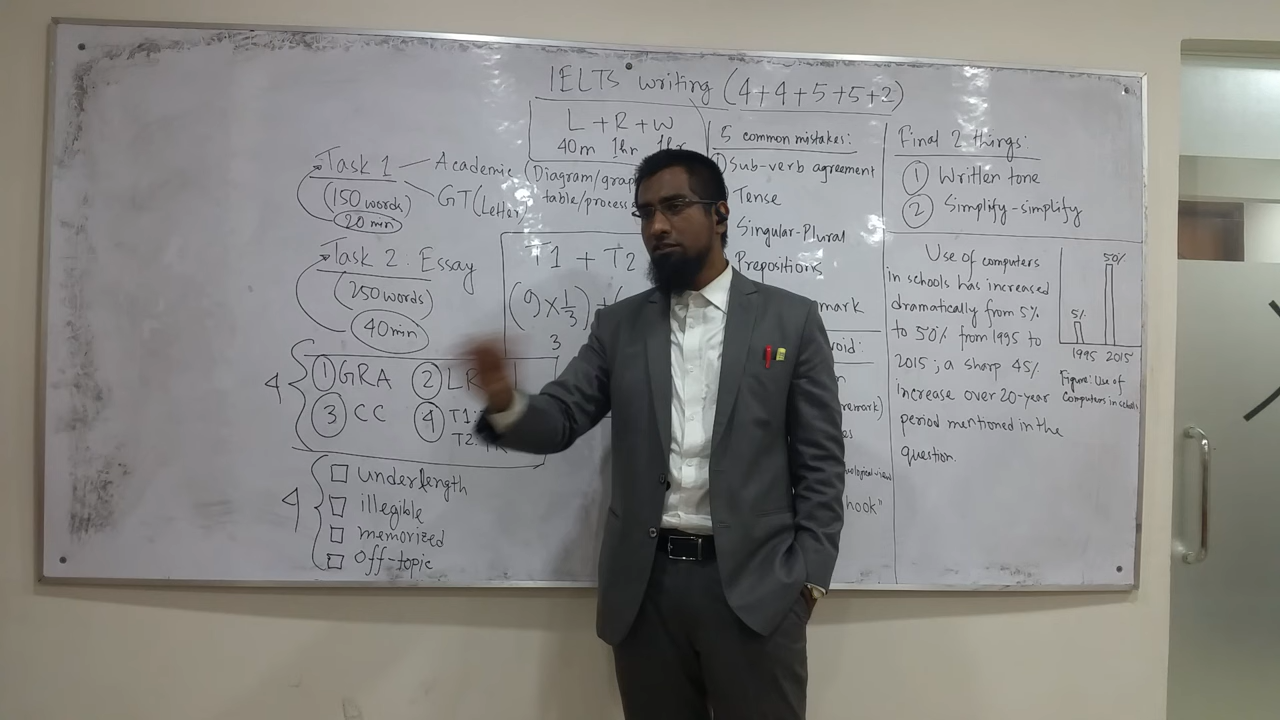 IELTS writing (4+4+5+5+2)
L + R + W
40m 1hr 1hr
Task 1
Academic (Diagram/graph
table/process
GT (Letter)
(150 words)
20 min
Task 2: Essay
(250 words)
40min
T1 + T2
(9 x 1/3) + (
3
4
1 GRA 2 LR
3 CC 4 T1:
T2:
4
underlength
illegible
memorized
off-topic
5 common mistakes:
1 Sub-verb agreement
Tense
Singular-Plural
Prepositions
mark
void:
remark)
hook"
Final 2 things:
1 Written tone
2 Simplify-simplify
Use of computers
in schools has increased
dramatically from 5%
to 50% from 1995 to
2015; a sharp 45%
increase over 20-year
period mentioned in the
question.
50%
5%
1995 2015
Figure: Use of
Computers in schools